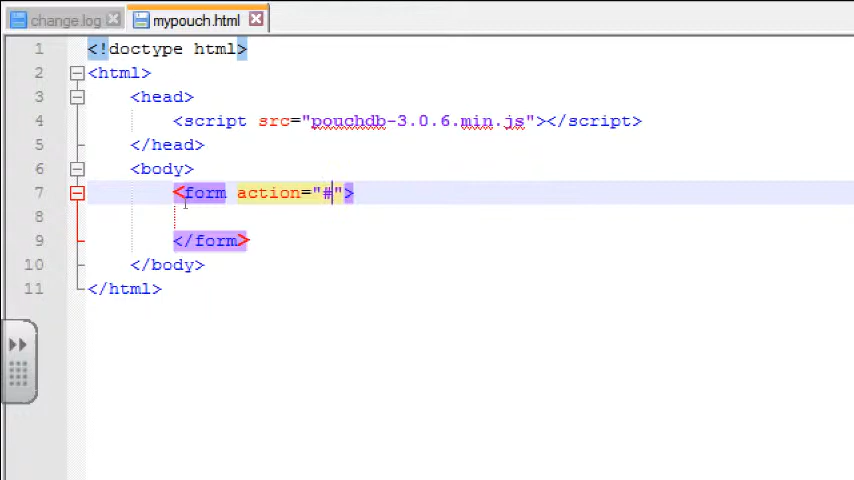 change.log mypouch.html
1 <!doctype html>
2 <html>
3 <head>
4 <script src="pouchdb-3.0.6.min.js"></script>
5 </head>
6 <body>
7 <form action="#">
8
9 </form>
10 </body>
11 </html>